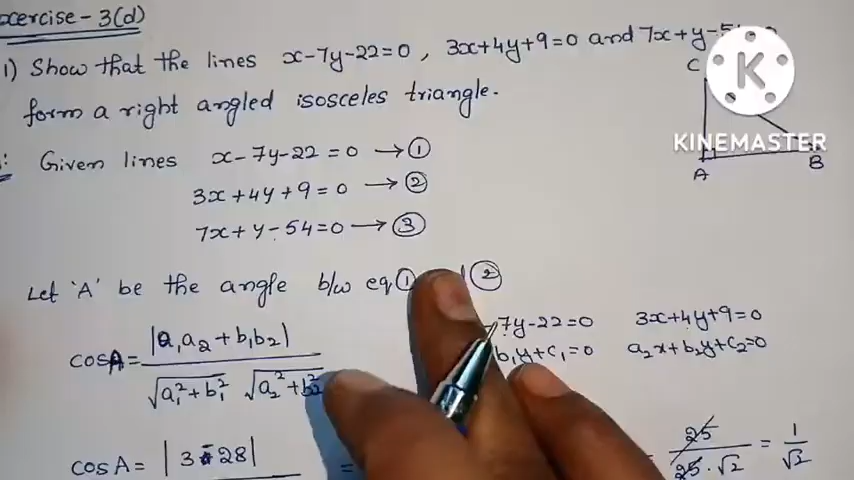 xercise-3(d)
1) Show that the lines x-7y-22=0, 3x+4y+9=0 and 7x+y-5
form a right angled isosceles triangle.
C
K
KINEMASTER
A
B
Given lines x-7y-22=0 →①
3x+4y+9=0 →②
7x+y-54=0 →③
Let 'A' be the angle b/w eq ① ②
cosA = |a₁a₂+b₁b₂| / √a₁²+b₁² √a₂²+b₂²
-7y-22=0 3x+4y+9=0
b₁y+c₁=0 a₂x+b₂y+c₂=0
cosA = |3-28| = 25 / 25·√2 = 1/√2